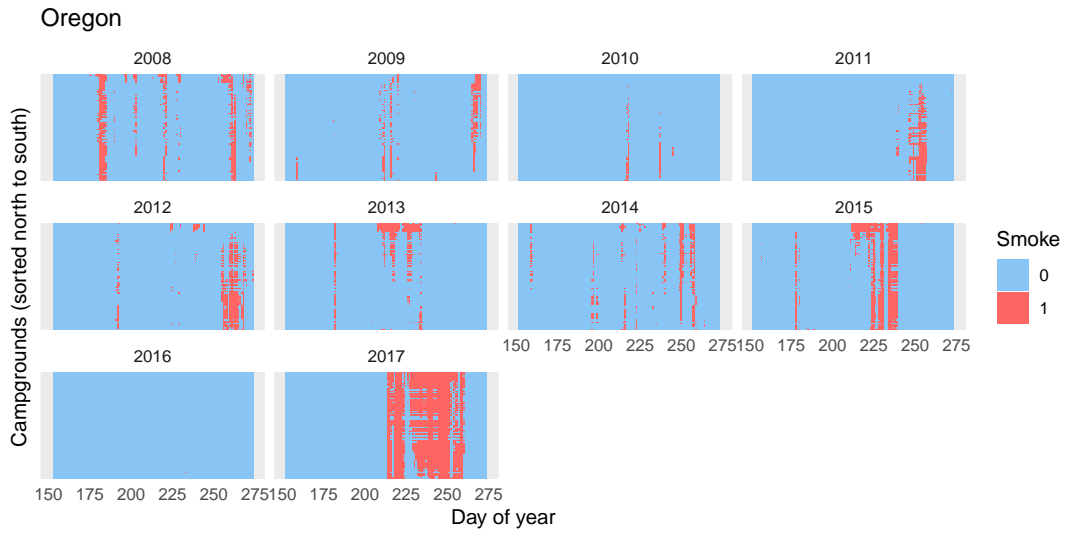 Oregon
2008 2009 2010 2011
2012 2013 2014 2015
2016 2017
Campgrounds (sorted north to south)
150 175 200 225 250 275 150 175 200 225 250 275
150 175 200 225 250 275 150 175 200 225 250 275
Day of year
Smoke
0
1